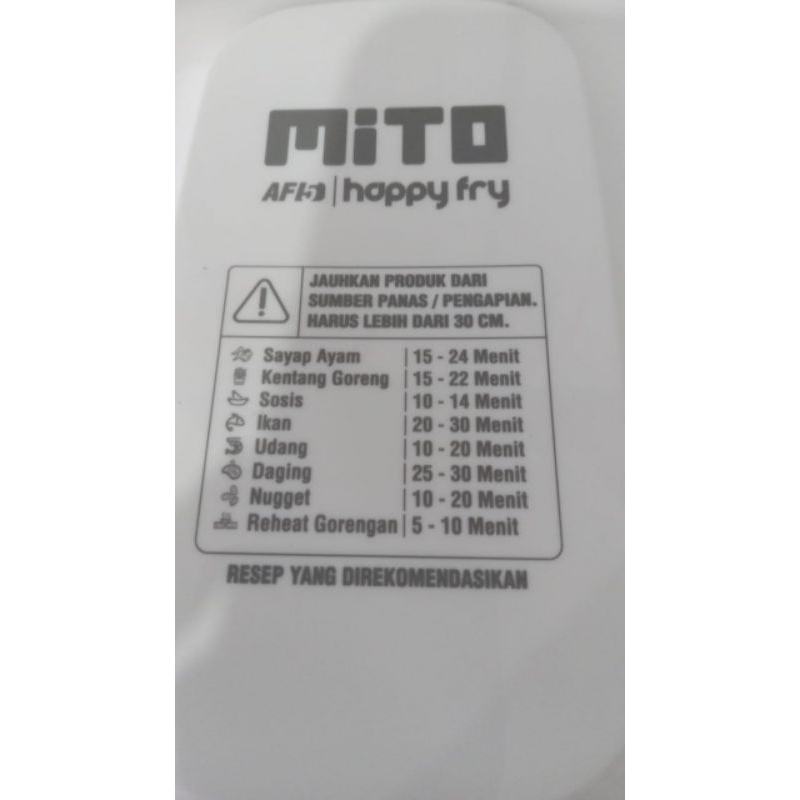 MiTO
AF15 | happy fry
JAUHKAN PRODUK DARI
SUMBER PANAS / PENGAPIAN.
HARUS LEBIH DARI 30 CM.
Sayap Ayam | 15 - 24 Menit
Kentang Goreng | 15 - 22 Menit
Sosis | 10 - 14 Menit
Ikan | 20 - 30 Menit
Udang | 10 - 20 Menit
Daging | 25 - 30 Menit
Nugget | 10 - 20 Menit
Reheat Gorengan | 5 - 10 Menit
RESEP YANG DIREKOMENDASIKAN